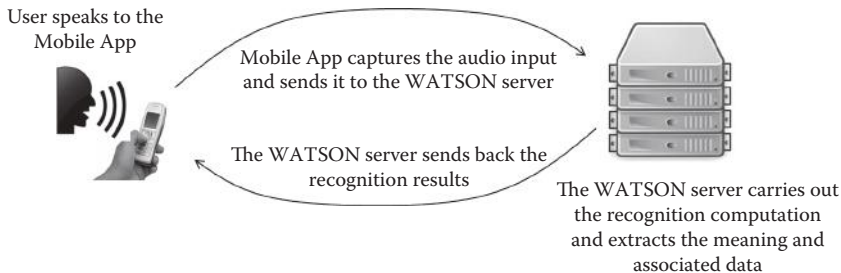 User speaks to the
Mobile App
Mobile App captures the audio input
and sends it to the WATSON server
The WATSON server sends back the
recognition results
The WATSON server carries out
the recognition computation
and extracts the meaning and
associated data